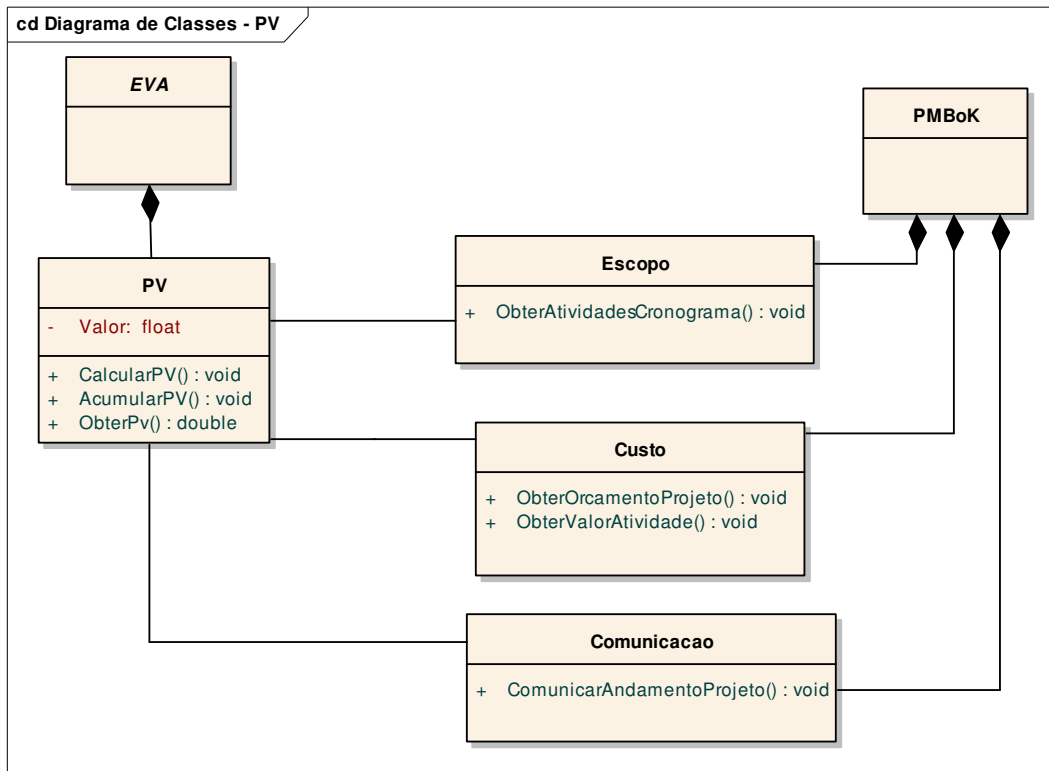 cd Diagrama de Classes - PV
EVA
PMBoK
PV
- Valor: float
+ CalcularPV() : void
+ AcumularPV() : void
+ ObterPv() : double
Escopo
+ ObterAtividadesCronograma() : void
Custo
+ ObterOrcamentoProjeto() : void
+ ObterValorAtividade() : void
Comunicacao
+ ComunicarAndamentoProjeto() : void